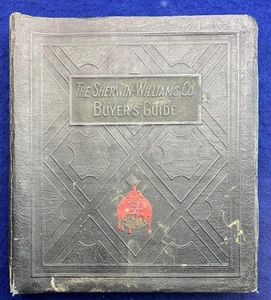 THE SHERWIN-WILLIAMS CO.
BUYER'S GUIDE